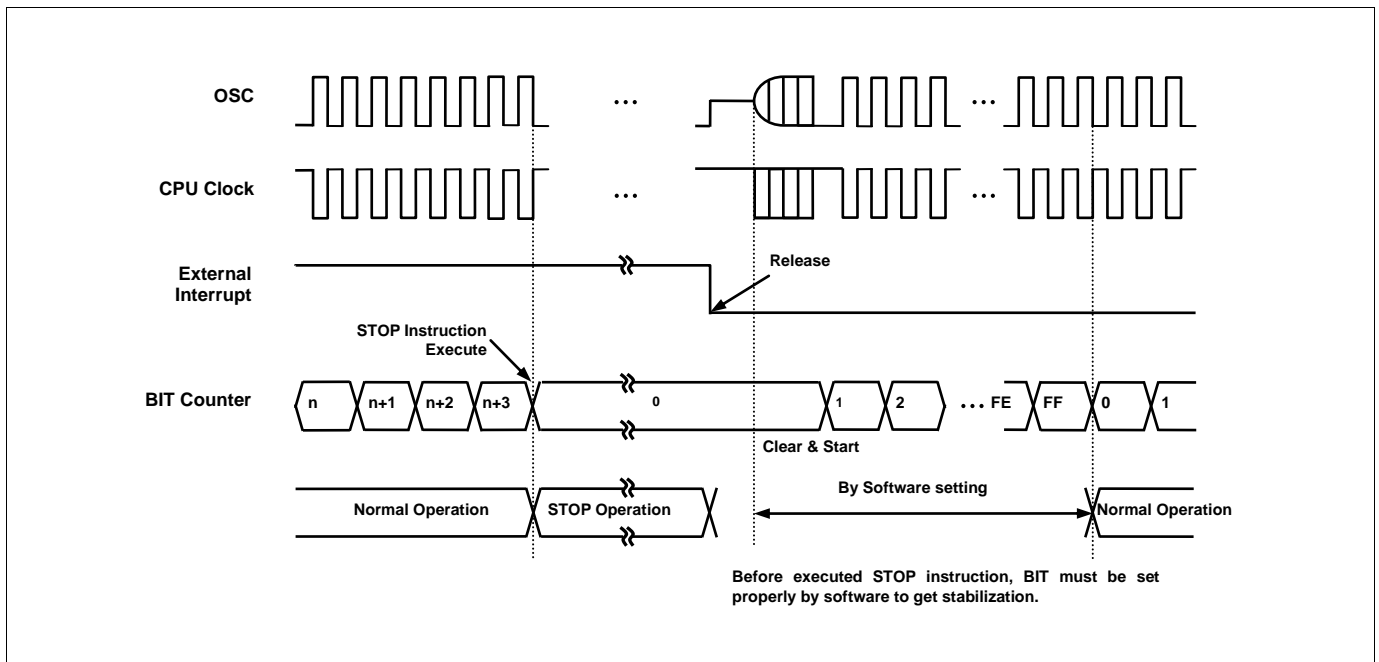 OSC
...
...
CPU Clock
...
...
Release
External
Interrupt
STOP Instruction
Execute
BIT Counter
n
n+1
n+2
n+3
0
1
2
... FE
FF
0
1
Clear & Start
By Software setting
Normal Operation
STOP Operation
Normal Operation
Before executed STOP instruction, BIT must be set
properly by software to get stabilization.